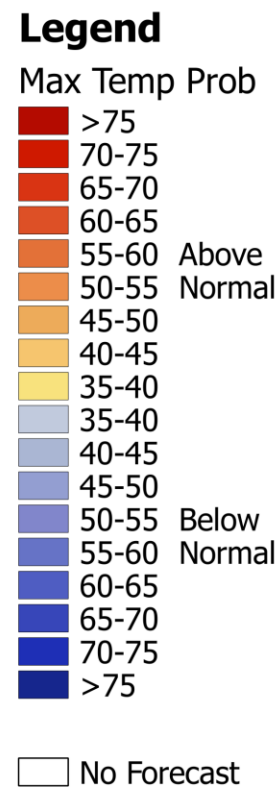 Legend
Max Temp Prob
>75
70-75
65-70
60-65
55-60 Above
50-55 Normal
45-50
40-45
35-40
35-40
40-45
45-50
50-55 Below
55-60 Normal
60-65
65-70
70-75
>75
No Forecast